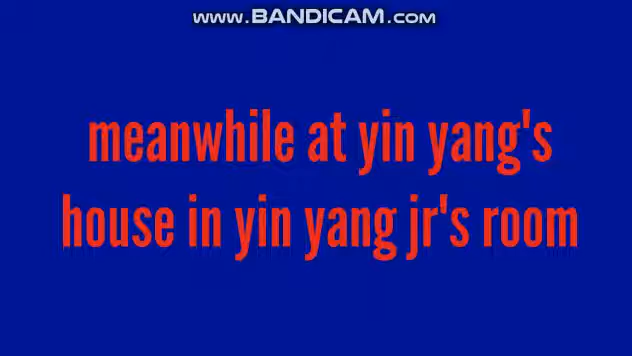 www.BANDICAM.com
meanwhile at yin yang's
house in yin yang jr's room